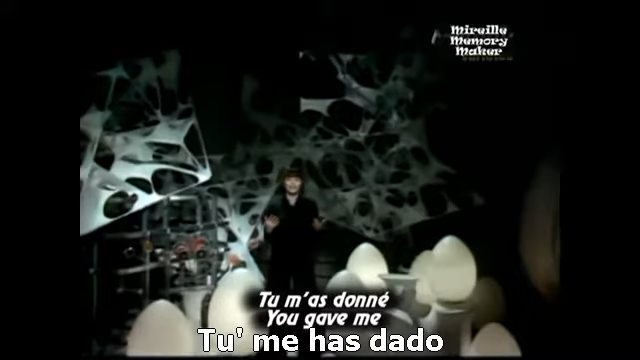 Mireille
Memory
Maker
Tu m'as donné
You gave me
Tu' me has dado